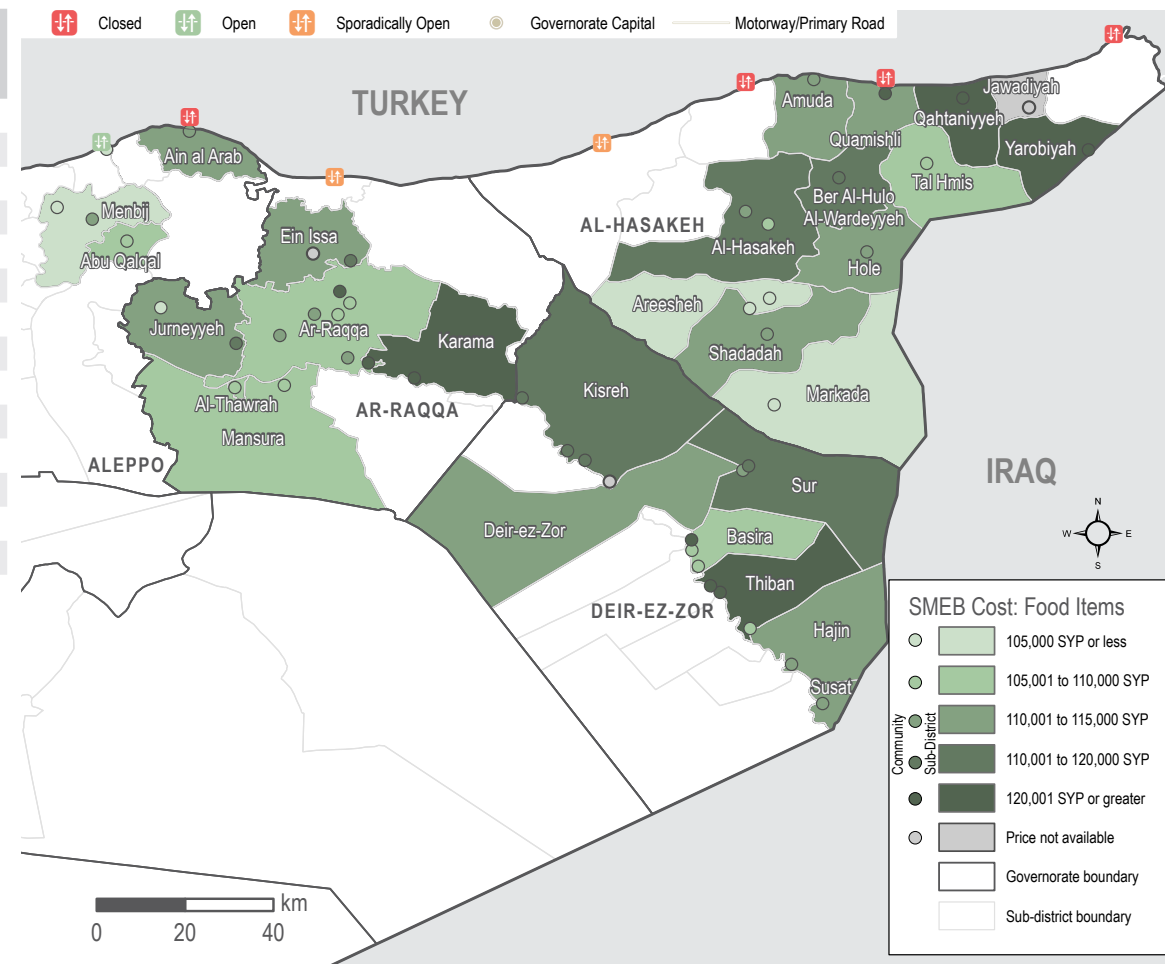 Closed
Open
Sporadically Open
Governorate Capital
Motorway/Primary Road
TURKEY
Jawadiyah
Amuda
Qahtaniyyeh
Quamishli
Yarobiyah
Ain al Arab
Tal Hmis
Ber Al-Hulo
Al-Wardeyyeh
Menbij
AL-HASAKEH
Ein Issa
Al-Hasakeh
Abu Qalqal
Hole
Areesheh
Jurneyyeh
Ar-Raqqa
Karama
Shadadah
Kisreh
Markada
Al-Thawrah
AR-RAQQA
Mansura
ALEPPO
IRAQ
Sur
Deir-ez-Zor
Basira
N
W
E
S
Thiban
DEIR-EZ-ZOR
Hajin
Susat
SMEB Cost: Food Items
105,000 SYP or less
105,001 to 110,000 SYP
110,001 to 115,000 SYP
110,001 to 120,000 SYP
120,001 SYP or greater
Price not available
Governorate boundary
Sub-district boundary
Community
Sub-District
km
0 20 40